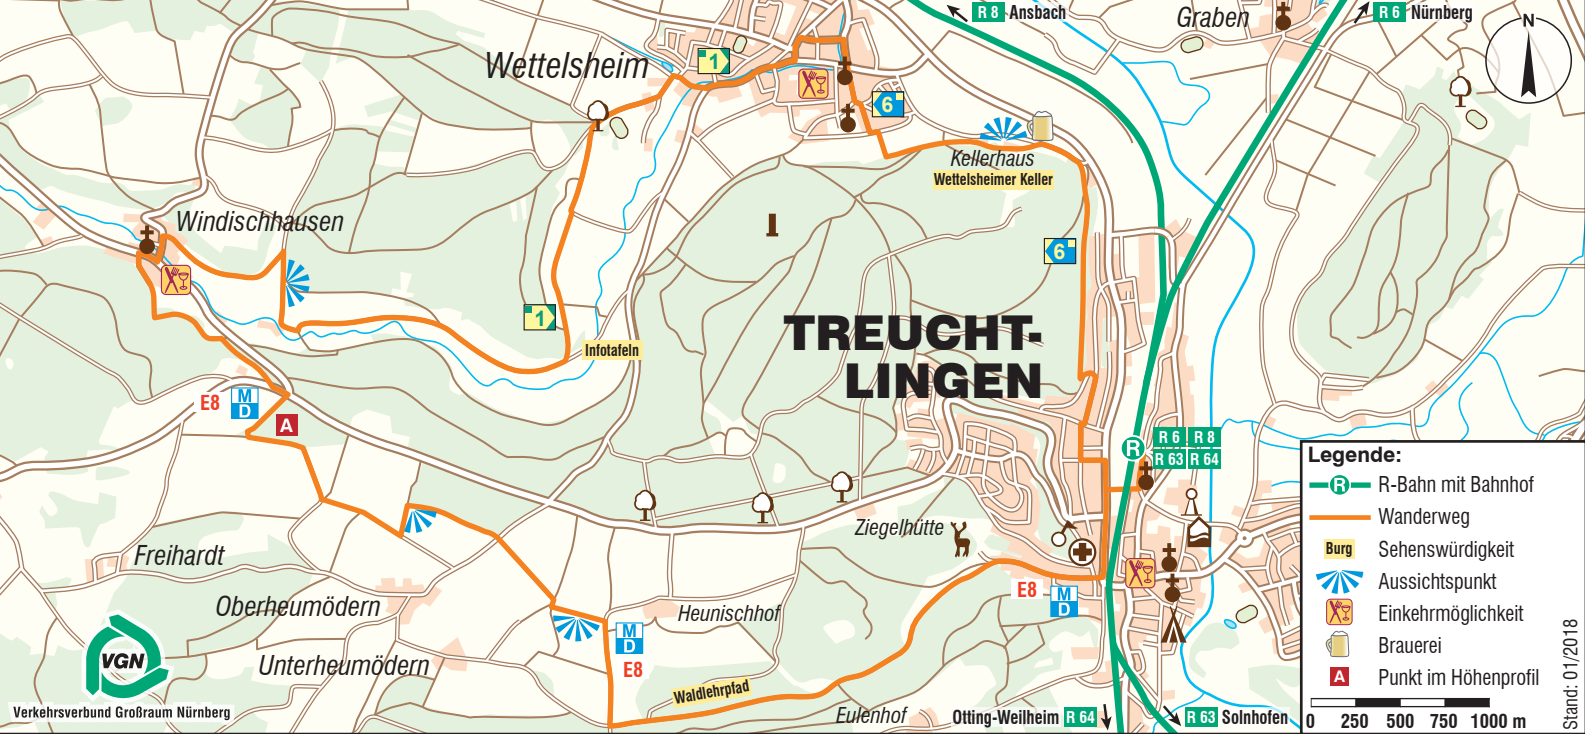 R 8 Ansbach
Graben
R 6 Nürnberg
N
Wettelsheim
1
6
Kellerhaus
Wettelsheimer Keller
Windischhausen
6
1
Infotafeln
TREUCHT-
LINGEN
E8
M
D
A
R
R 6 R 8
R 63 R 64
Ziegelhütte
Freihardt
Oberheumödern
Heunischhof
E8
M
D
M
D
E8
Unterheumödern
Waldlehrpfad
Eulenhof
Otting-Weilheim R 64
R 63 Solnhofen
VGN
Verkehrsverbund Großraum Nürnberg
Legende:
R R-Bahn mit Bahnhof
Wanderweg
Burg Sehenswürdigkeit
Aussichtspunkt
Einkehrmöglichkeit
Brauerei
A Punkt im Höhenprofil
0 250 500 750 1000 m
Stand: 01/2018